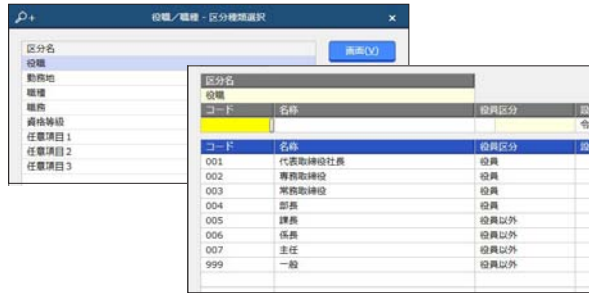 役職／職種 - 区分種類選択
×
区分名
画面(V)
役職
勤務地
職種
職務
資格等級
任意項目1
任意項目2
任意項目3
区分名
役職
コード 名称 役員区分 設
令
コード 名称 役員区分 設
001 代表取締役社長 役員
002 専務取締役 役員
003 常務取締役 役員
004 部長 役員
005 課長 役員以外
006 係長 役員以外
007 主任 役員以外
999 一般 役員以外